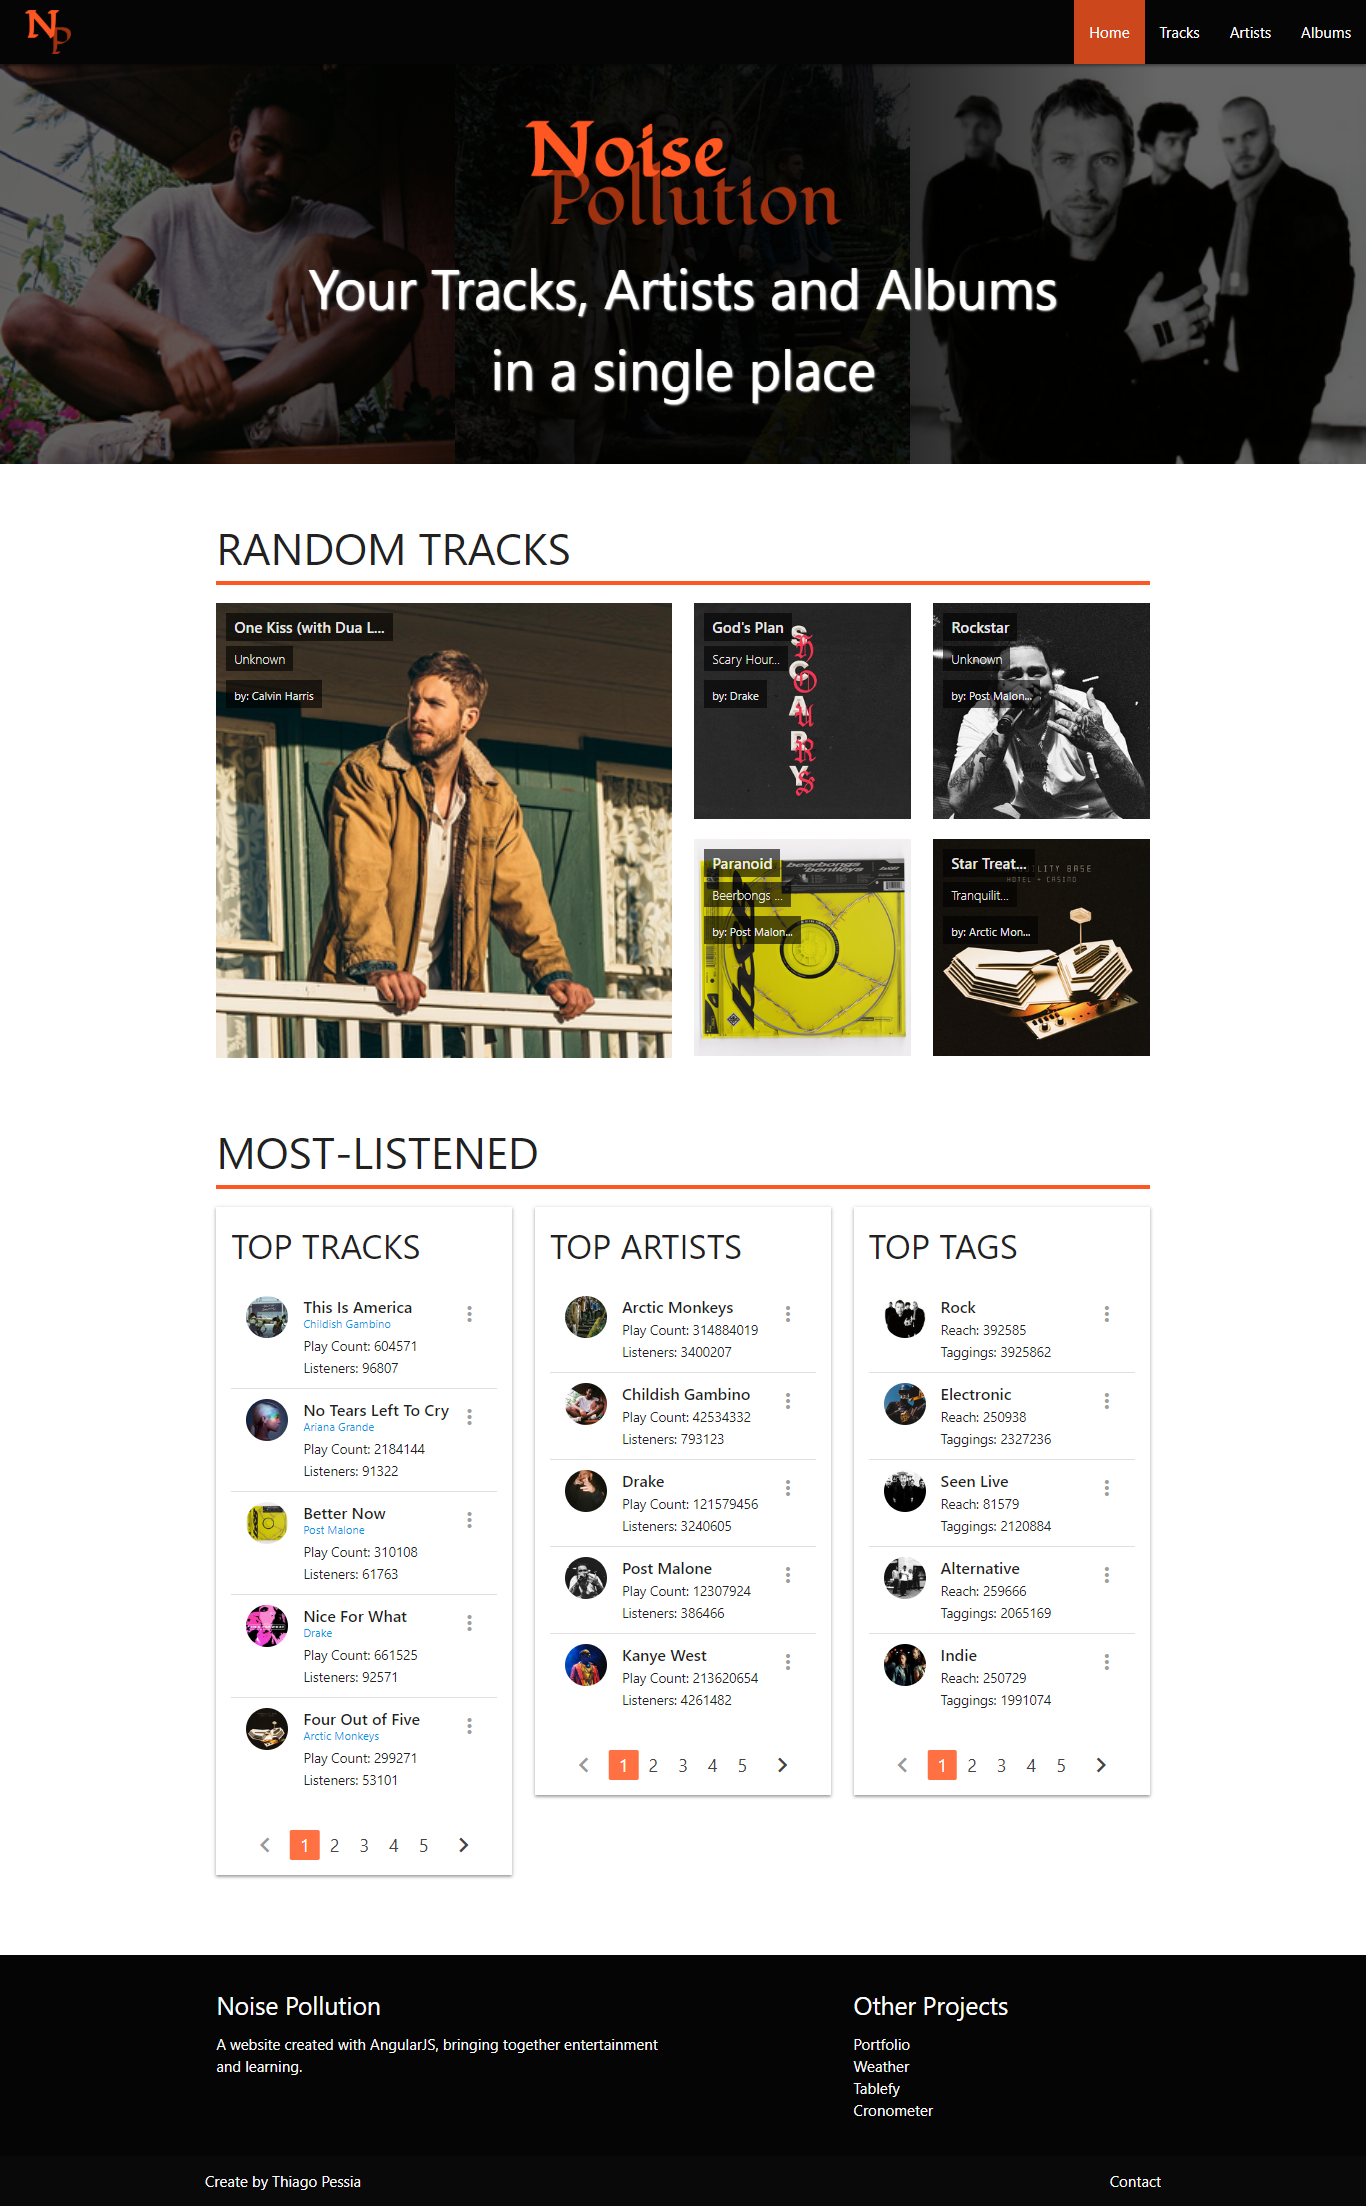 NP
Home
Tracks
Artists
Albums
Noise
Pollution
Your Tracks, Artists and Albums
in a single place
RANDOM TRACKS
One Kiss (with Dua L...
Unknown
by: Calvin Harris
God's Plan
Scary Hour...
by: Drake
SCARY
HOURS
Rockstar
Unknown
by: Post Malon...
Paranoid
Beerbongs ...
by: Post Malon...
beerbongs
bentleys
Star Treat...
Tranquilit...
by: Arctic Mon...
ILITY BASE
HOTEL + CASINO
MOST-LISTENED
TOP TRACKS
This Is America
Childish Gambino
Play Count: 604571
Listeners: 96807
No Tears Left To Cry
Ariana Grande
Play Count: 2184144
Listeners: 91322
Better Now
Post Malone
Play Count: 310108
Listeners: 61763
Nice For What
Drake
Play Count: 661525
Listeners: 92571
Four Out of Five
Arctic Monkeys
Play Count: 299271
Listeners: 53101
1 2 3 4 5
TOP ARTISTS
Arctic Monkeys
Play Count: 314884019
Listeners: 3400207
Childish Gambino
Play Count: 42534332
Listeners: 793123
Drake
Play Count: 121579456
Listeners: 3240605
Post Malone
Play Count: 12307924
Listeners: 386466
Kanye West
Play Count: 213620654
Listeners: 4261482
1 2 3 4 5
TOP TAGS
Rock
Reach: 392585
Taggings: 3925862
Electronic
Reach: 250938
Taggings: 2327236
Seen Live
Reach: 81579
Taggings: 2120884
Alternative
Reach: 259666
Taggings: 2065169
Indie
Reach: 250729
Taggings: 1991074
1 2 3 4 5
Noise Pollution
A website created with AngularJS, bringing together entertainment
and learning.
Other Projects
Portfolio
Weather
Tablefy
Cronometer
Create by Thiago Pessia
Contact